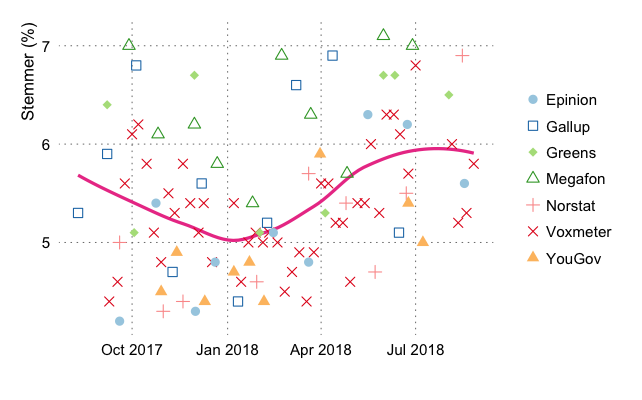 Stemmer (%)
7
6
5
Oct 2017
Jan 2018
Apr 2018
Jul 2018
Epinion
Gallup
Greens
Megafon
Norstat
Voxmeter
YouGov